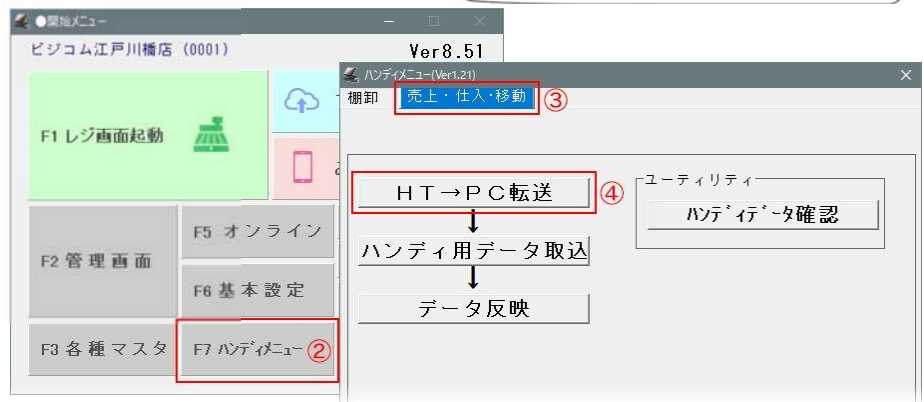 ●開始メニュー
ビジコム江戸川橋店 (0001)
Ver8.51
F1 レジ画面起動
F2 管理画面
F5 オンライン
F6 基本設定
F3 各種マスタ
F7 ﾊﾝﾃﾞｨﾒﾆｭｰ ②
ﾊﾝﾃﾞｨﾒﾆｭｰ(Ver1.21)
棚卸 売上・仕入・移動 ③
ＨＴ→ＰＣ転送 ④
ハンディ用データ取込
データ反映
ユーティリティ
ﾊﾝﾃﾞｨﾃﾞｰﾀ確認